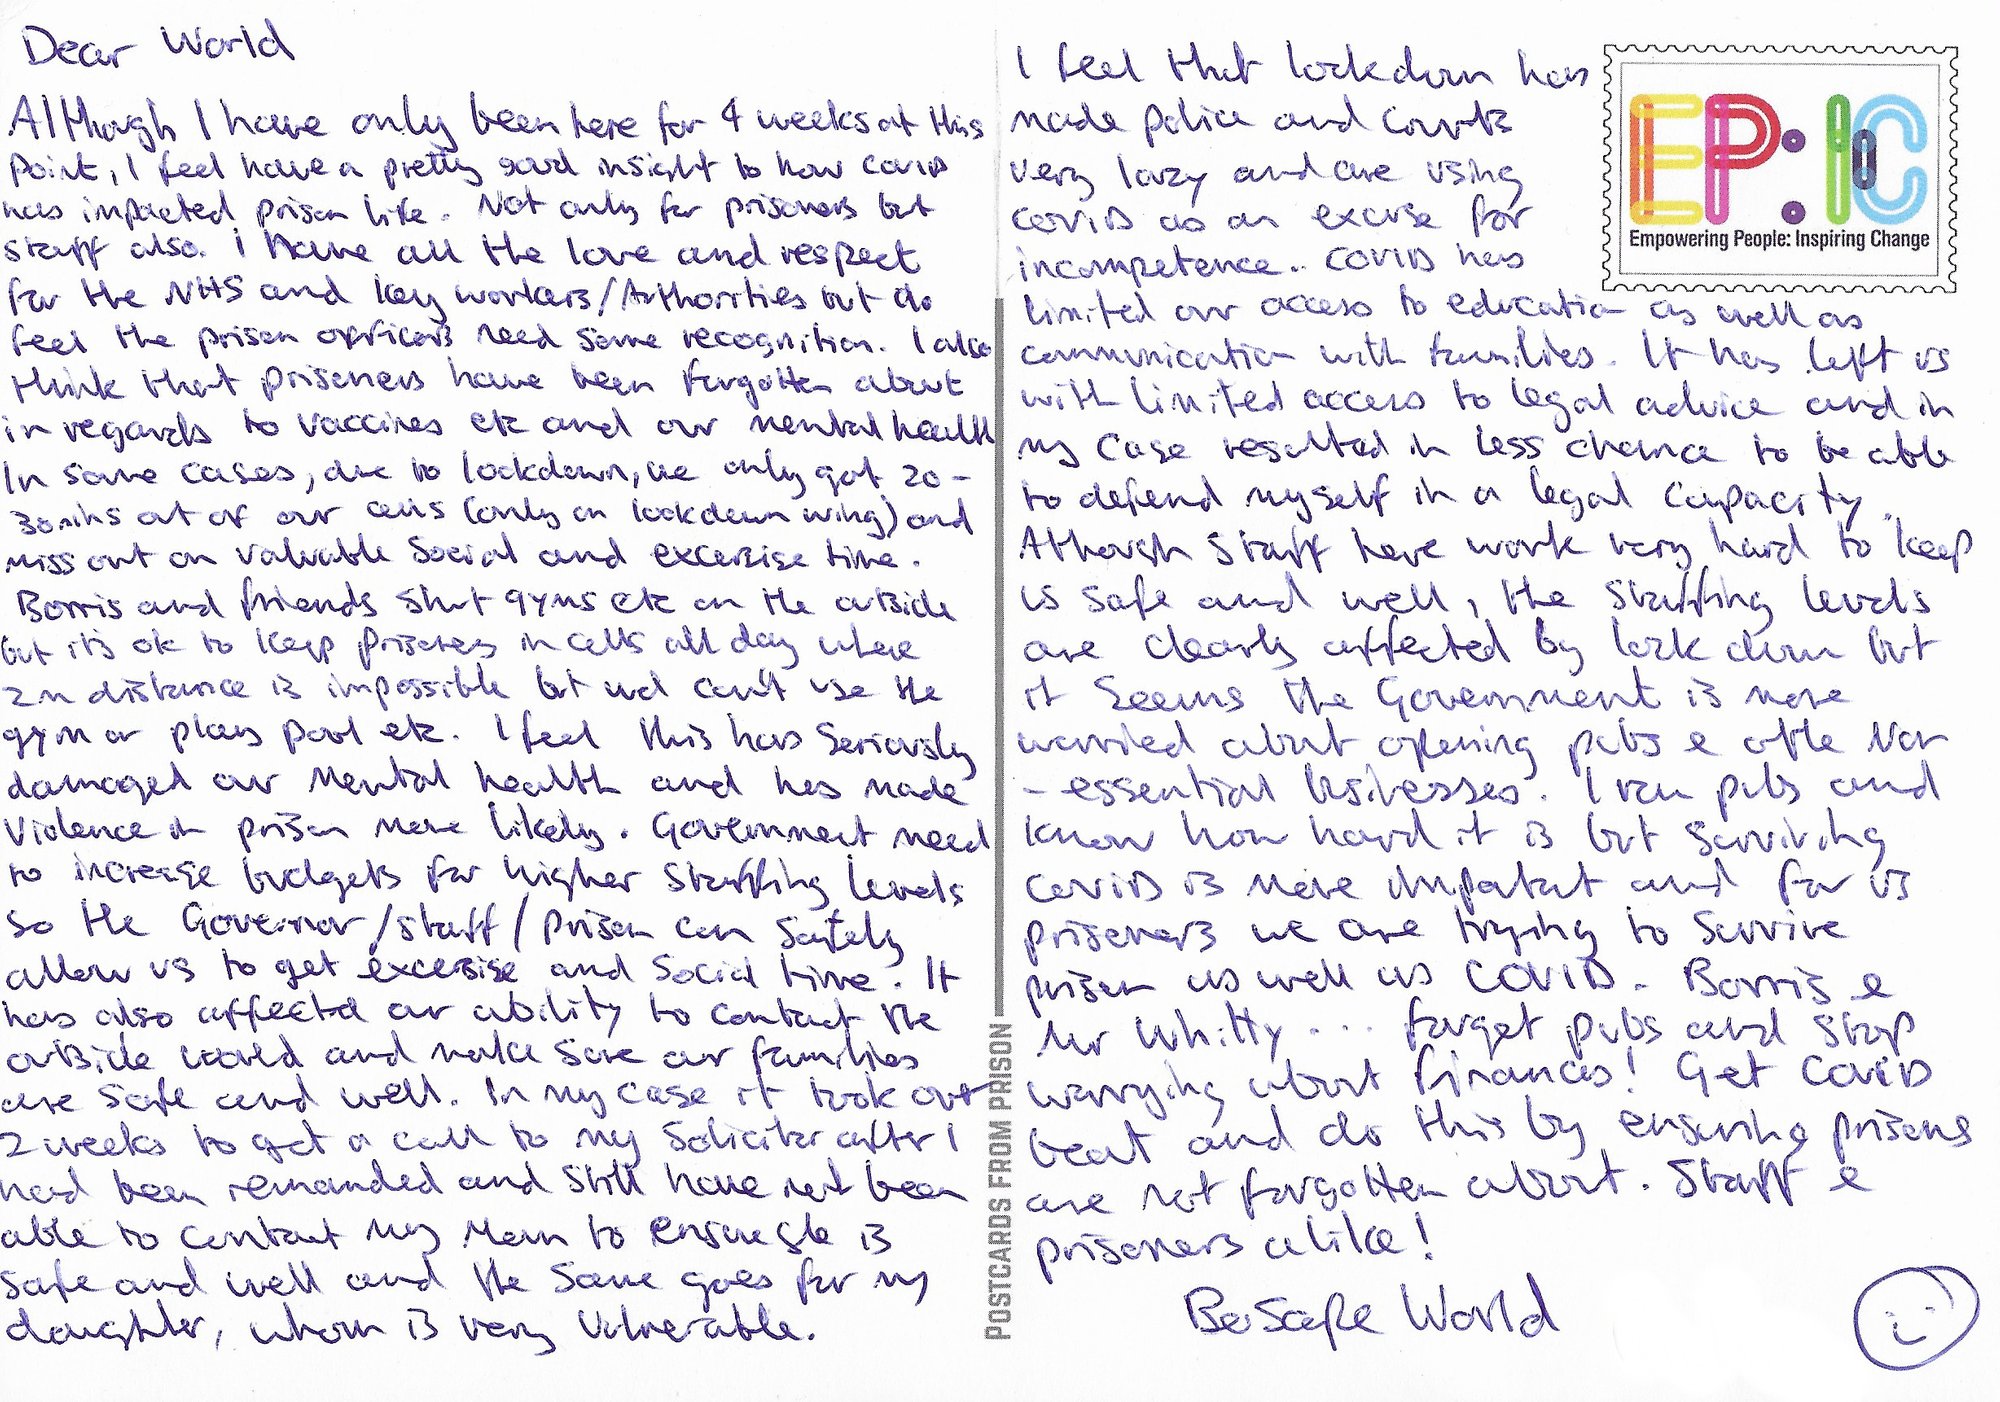 Dear World
Although I have only been here for 4 weeks at this
point, I feel have a pretty good insight to how COVID
has impacted prison life. Not only for prisoners but
staff also. I have all the love and respect
for the NHS and key workers/Authorities but do
feel the prison officers need some recognition. I also
think that prisoners have been forgotten about
in regards to vaccines etc and our mental health
In some cases, due to lockdown, we only got 20-
30mins out of our cells (only on lockdown wing) and
miss out on valuable social and excersise time.
Borris and friends shut gyms etc on the outside
but it's ok to keep prisoners in cells all day where
2m distance is impossible but we can't use the
gym or play pool etc. I feel this has seriously
damaged our mental health and has made
violence in prison more likely. Government need
to increase budgets for higher staffing levels
so the Governor/staff/prison can safely
allow us to get excersise and social time. It
has also affected our ability to contact the
outside world and make sure our families
are safe and well. In my case it took over
2 weeks to get a call to my solicitor after I
had been remanded and still have not been
able to contact my Mom to ensure she is
safe and well and the same goes for my
daughter, whom is very vulnerable.
POSTCARDS FROM PRISON
I feel that lockdown has
made police and courts
very lazy and are using
COVID as an excuse for
incompetence.. COVID has
limited our access to education as well as
communication with families. It has left us
with limited access to legal advice and in
my case resulted in less chance to be able
to defend myself in a legal capacity.
Although staff have work very hard to keep
us safe and well, the staffing levels
are clearly affected by lock down but
it seems the Government is more
worried about opening pubs & other Non
-essential businesses. I ran pubs and
know how hard it is but surviving
COVID is more importat and for us
prisoners we are trying to survive
prison as well as COVID. Borris &
Mr Whitty... forget pubs and stop
worrying about finances! Get COVID
beat and do this by ensuring prisons
are not forgotten about. Staff &
prisoners alike!
Be Safe World
EP:IC
Empowering People: Inspiring Change